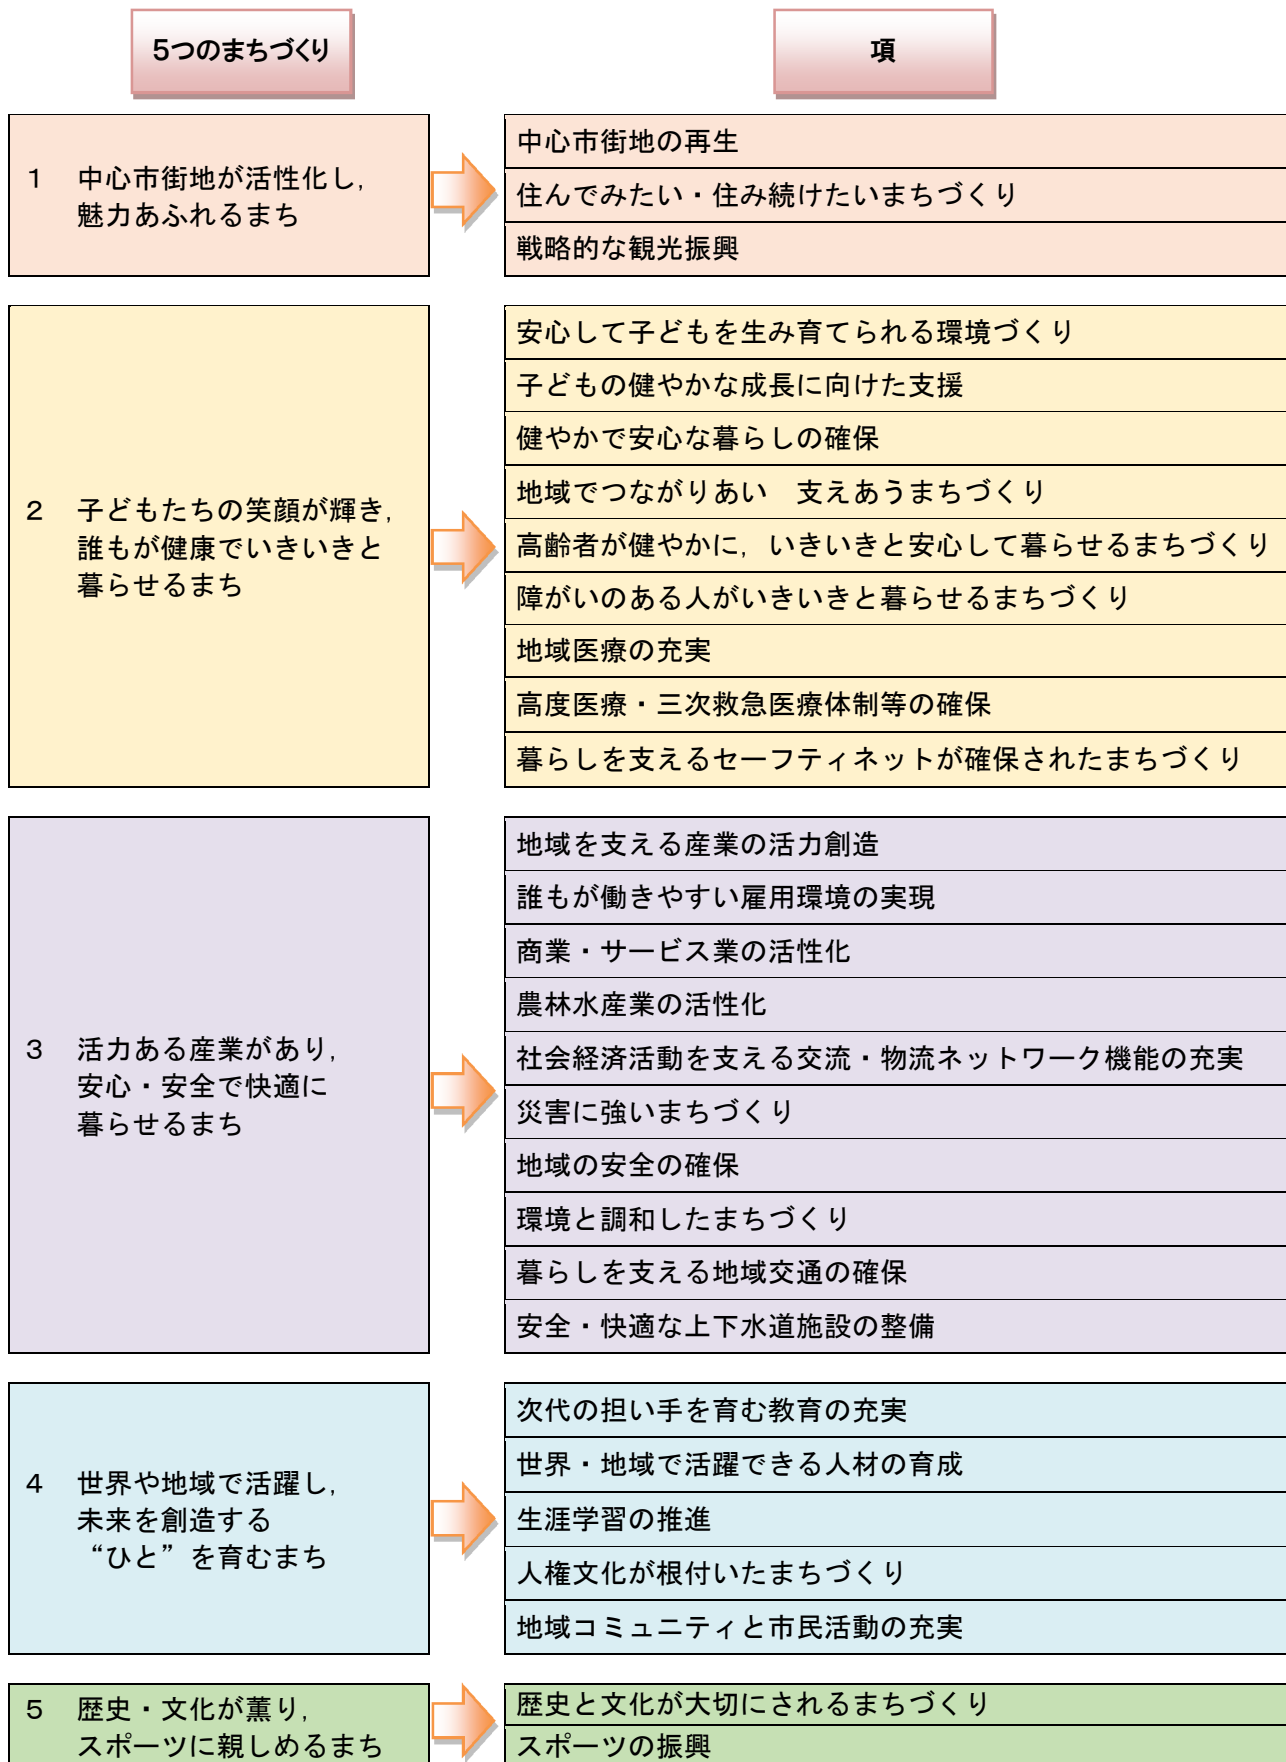 5つのまちづくり
項
1 中心市街地が活性化し，
魅力あふれるまち
中心市街地の再生
住んでみたい・住み続けたいまちづくり
戦略的な観光振興
2 子どもたちの笑顔が輝き，
誰もが健康でいきいきと
暮らせるまち
安心して子どもを生み育てられる環境づくり
子どもの健やかな成長に向けた支援
健やかで安心な暮らしの確保
地域でつながりあい　支えあうまちづくり
高齢者が健やかに，いきいきと安心して暮らせるまちづくり
障がいのある人がいきいきと暮らせるまちづくり
地域医療の充実
高度医療・三次救急医療体制等の確保
暮らしを支えるセーフティネットが確保されたまちづくり
3 活力ある産業があり，
安心・安全で快適に
暮らせるまち
地域を支える産業の活力創造
誰もが働きやすい雇用環境の実現
商業・サービス業の活性化
農林水産業の活性化
社会経済活動を支える交流・物流ネットワーク機能の充実
災害に強いまちづくり
地域の安全の確保
環境と調和したまちづくり
暮らしを支える地域交通の確保
安全・快適な上下水道施設の整備
4 世界や地域で活躍し，
未来を創造する
“ひと”を育むまち
次代の担い手を育む教育の充実
世界・地域で活躍できる人材の育成
生涯学習の推進
人権文化が根付いたまちづくり
地域コミュニティと市民活動の充実
5 歴史・文化が薫り，
スポーツに親しめるまち
歴史と文化が大切にされるまちづくり
スポーツの振興